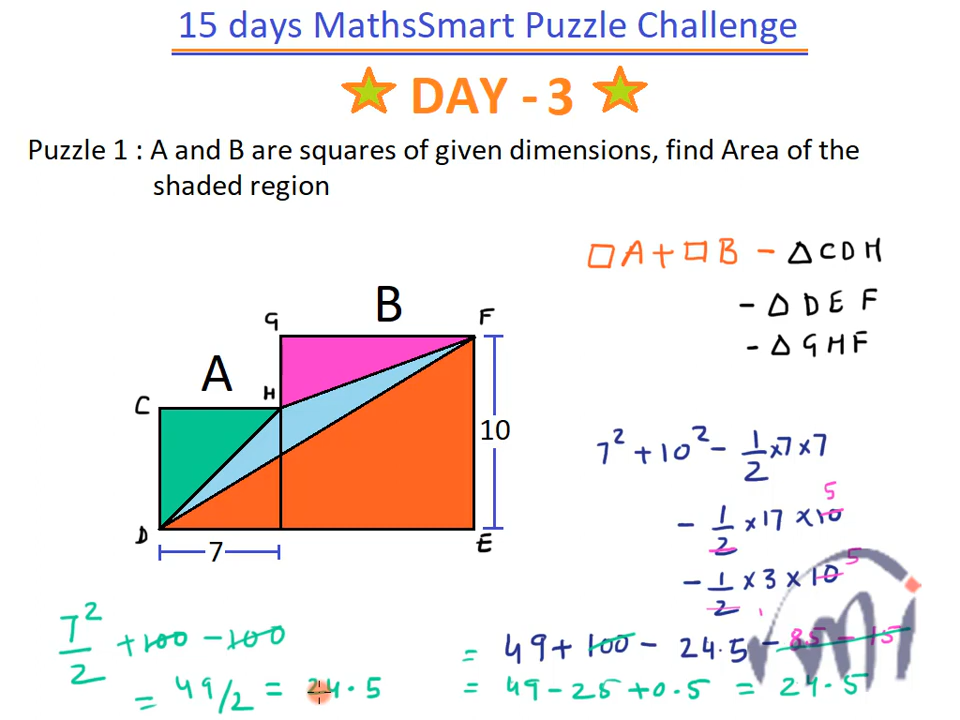 15 days MathsSmart Puzzle Challenge
DAY - 3
Puzzle 1 : A and B are squares of given dimensions, find Area of the
shaded region
□ A + □ B - △ C D H
- △ D E F
- △ G H F
B
G
F
A
C
H
10
D
E
7
7² + 10² - 1/2 × 7 × 7
- 1/2 × 17 × 10 5
- 1/2 × 3 × 10 5
= 49 + 100 - 24.5 - 85 - 15
= 49 - 25 + 0.5 = 24.5
7²/2 + 100 - 100
= 49/2 = 24.5